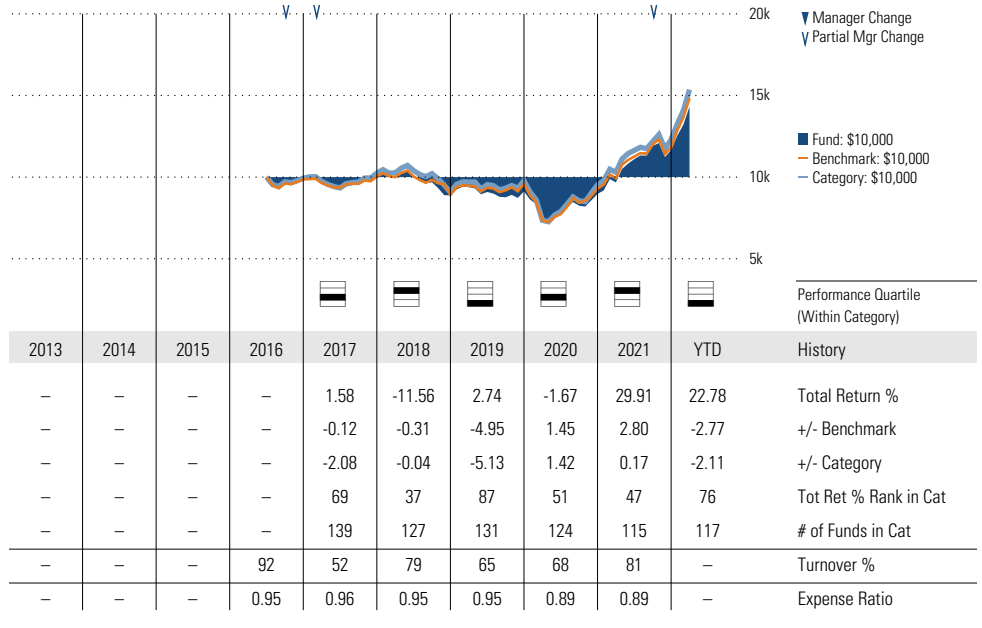 20k
Manager Change
Partial Mgr Change
15k
Fund: $10,000
Benchmark: $10,000
Category: $10,000
10k
5k
Performance Quartile
(Within Category)
2013 2014 2015 2016 2017 2018 2019 2020 2021 YTD History
– – – – 1.58 -11.56 2.74 -1.67 29.91 22.78 Total Return %
– – – – -0.12 -0.31 -4.95 1.45 2.80 -2.77 +/- Benchmark
– – – – -2.08 -0.04 -5.13 1.42 0.17 -2.11 +/- Category
– – – – 69 37 87 51 47 76 Tot Ret % Rank in Cat
– – – – 139 127 131 124 115 117 # of Funds in Cat
– – – 92 52 79 65 68 81 – Turnover %
– – – 0.95 0.96 0.95 0.95 0.89 0.89 – Expense Ratio